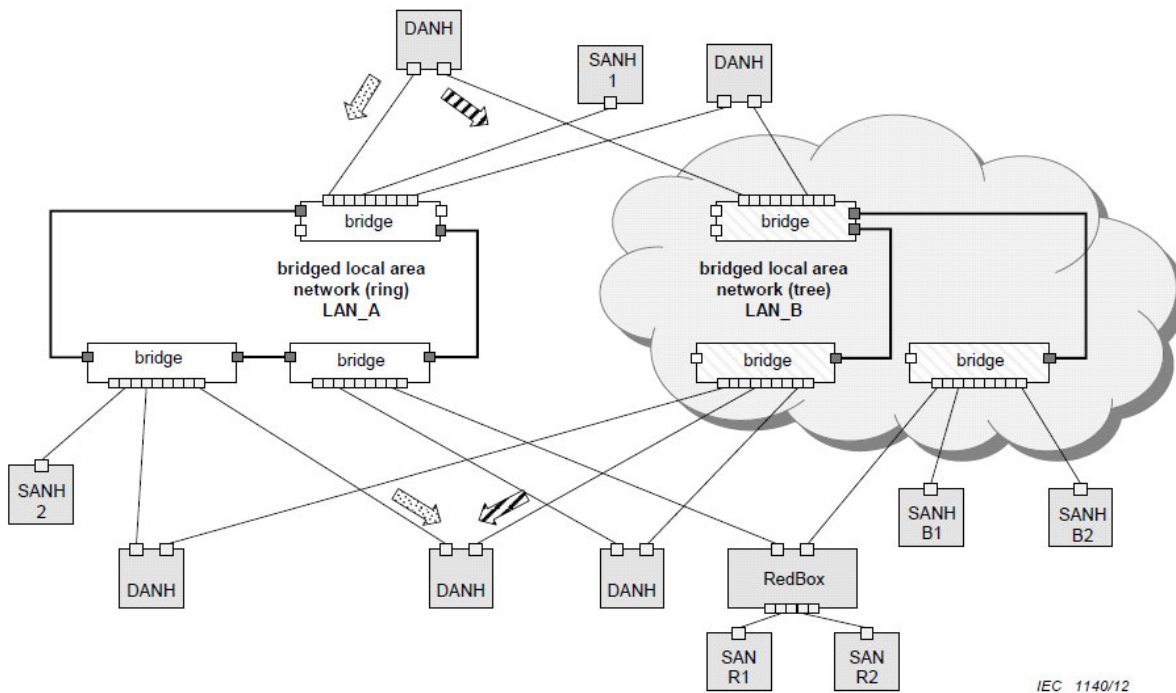 DANH
SANH
1
DANH
bridge
bridge
bridged local area
network (ring)
LAN_A
bridged local area
network (tree)
LAN_B
bridge
bridge
bridge
bridge
SANH
2
SANH
B1
SANH
B2
DANH
DANH
DANH
RedBox
SAN
R1
SAN
R2
IEC 1140/12